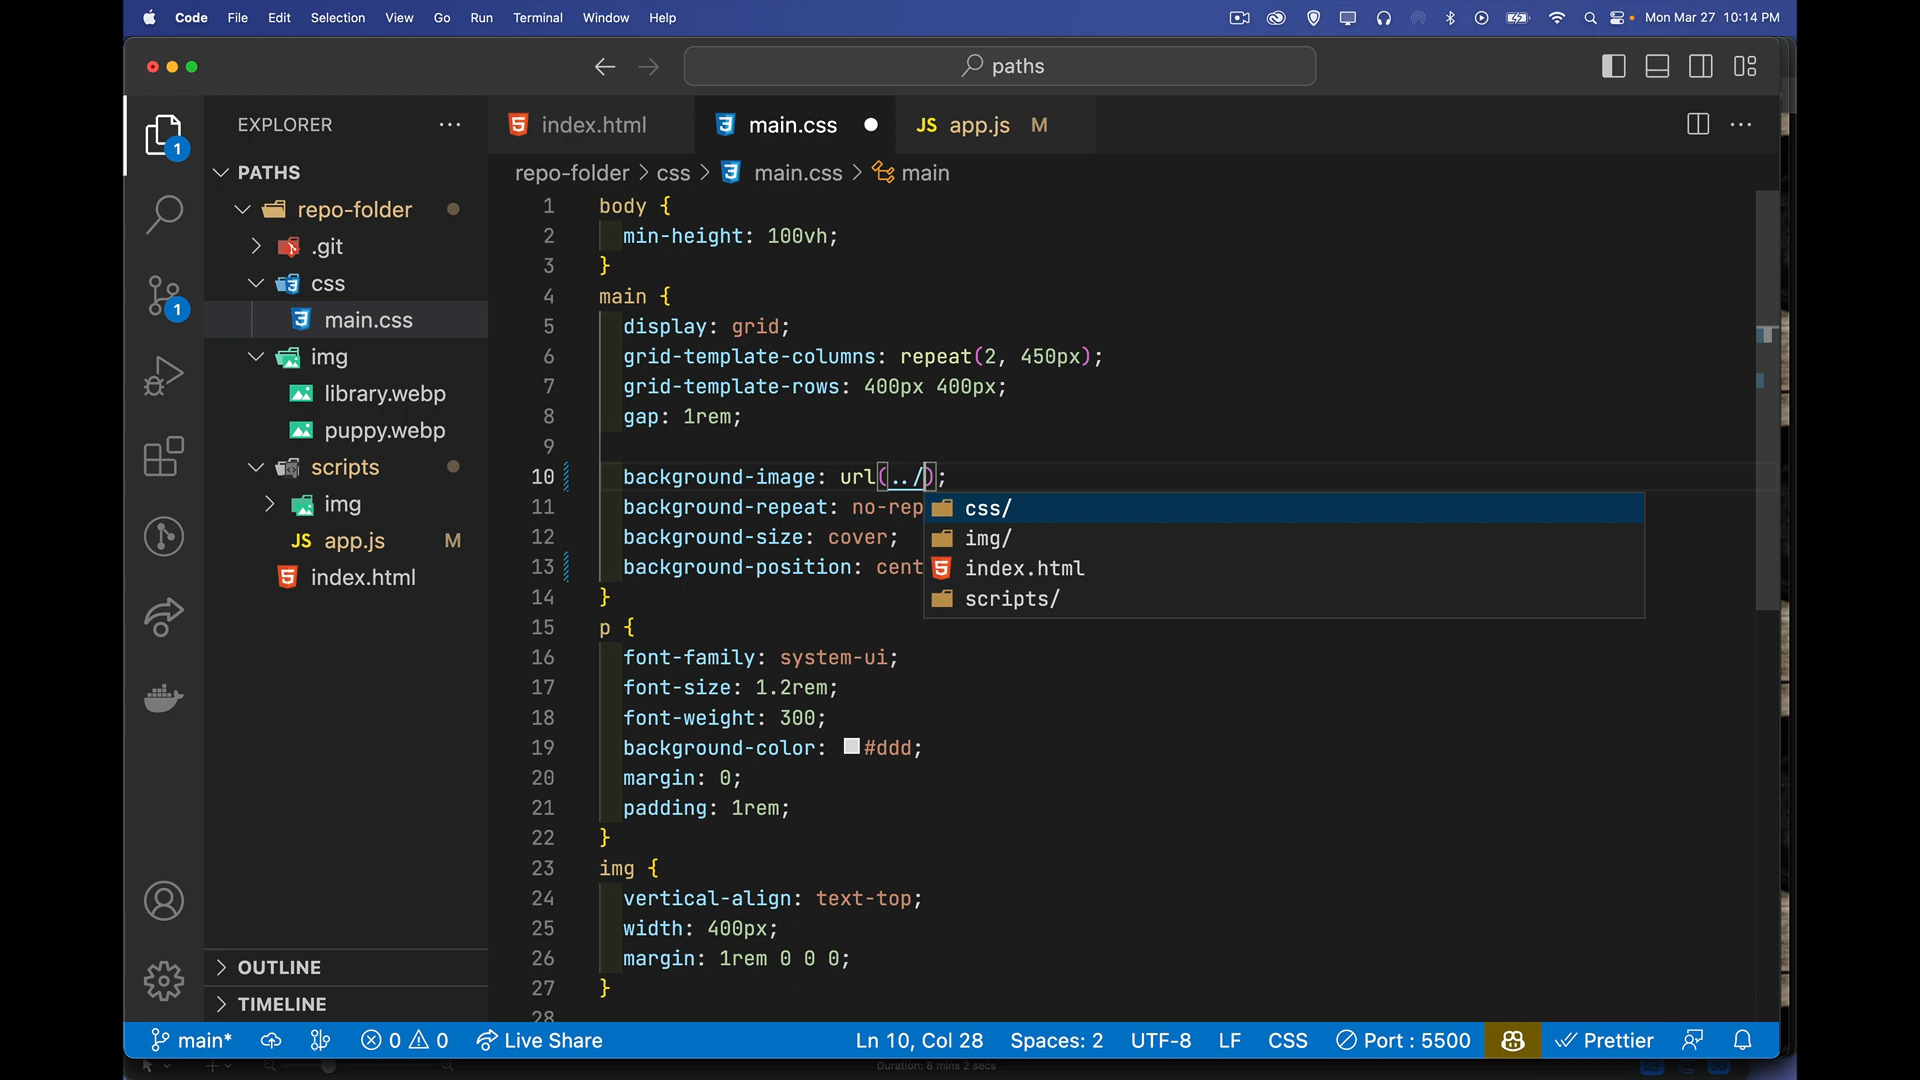 Code File Edit Selection View Go Run Terminal Window Help Mon Mar 27 10:14 PM
paths
EXPLORER
1
PATHS
repo-folder
.git
css
main.css
img
library.webp
puppy.webp
scripts
img
JS app.js M
index.html
1
OUTLINE
TIMELINE
index.html main.css JS app.js M
repo-folder > css > main.css > main
1 body {
2 min-height: 100vh;
3 }
4 main {
5 display: grid;
6 grid-template-columns: repeat(2, 450px);
7 grid-template-rows: 400px 400px;
8 gap: 1rem;
9
10 background-image: url(../);
11 background-repeat: no-rep
12 background-size: cover;
13 background-position: cent
14 }
15 p {
16 font-family: system-ui;
17 font-size: 1.2rem;
18 font-weight: 300;
19 background-color: #ddd;
20 margin: 0;
21 padding: 1rem;
22 }
23 img {
24 vertical-align: text-top;
25 width: 400px;
26 margin: 1rem 0 0 0;
27 }
28
css/
img/
index.html
scripts/
main* 0 0 Live Share Ln 10, Col 28 Spaces: 2 UTF-8 LF CSS Port : 5500 Prettier
Duration: 8 mins 2 secs